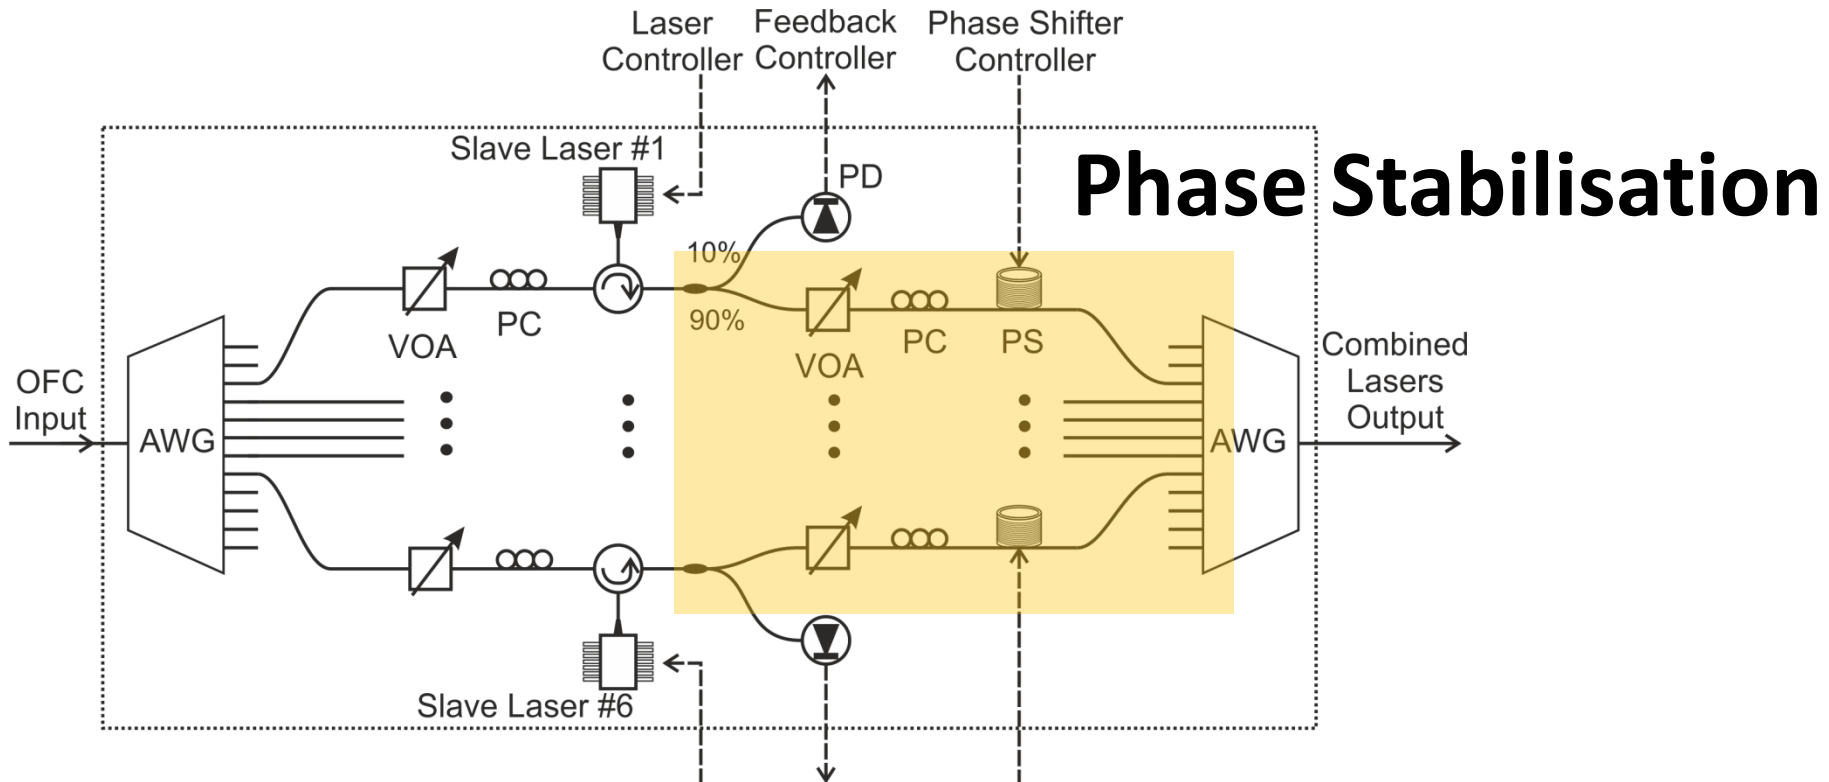 Laser
Controller
Feedback
Controller
Phase Shifter
Controller
Slave Laser #1
PD
Phase Stabilisation
10%
90%
VOA
PC
VOA
PC
PS
OFC
Input
AWG
AWG
Combined
Lasers
Output
Slave Laser #6